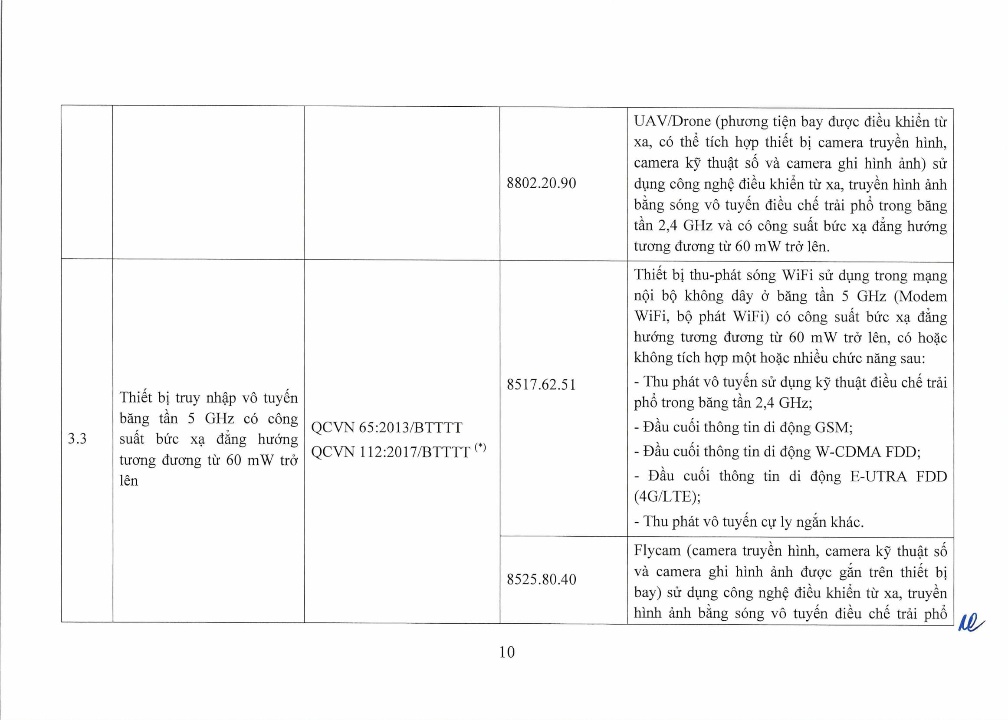 8802.20.90
UAV/Drone (phương tiện bay được điều khiển từ
xa, có thể tích hợp thiết bị camera truyền hình,
camera kỹ thuật số và camera ghi hình ảnh) sử
dụng công nghệ điều khiển từ xa, truyền hình ảnh
bằng sóng vô tuyến điều chế trải phổ trong băng
tần 2,4 GHz và có công suất bức xạ đẳng hướng
tương đương từ 60 mW trở lên.
3.3
Thiết bị truy nhập vô tuyến
băng tần 5 GHz có công
suất bức xạ đẳng hướng
tương đương từ 60 mW trở
lên
QCVN 65:2013/BTTTT
QCVN 112:2017/BTTTT (*)
8517.62.51
Thiết bị thu-phát sóng WiFi sử dụng trong mạng
nội bộ không dây ở băng tần 5 GHz (Modem
WiFi, bộ phát WiFi) có công suất bức xạ đẳng
hướng tương đương từ 60 mW trở lên, có hoặc
không tích hợp một hoặc nhiều chức năng sau:
- Thu phát vô tuyến sử dụng kỹ thuật điều chế trải
phổ trong băng tần 2,4 GHz;
- Đầu cuối thông tin di động GSM;
- Đầu cuối thông tin di động W-CDMA FDD;
- Đầu cuối thông tin di động E-UTRA FDD
(4G/LTE);
- Thu phát vô tuyến cự ly ngắn khác.
8525.80.40
Flycam (camera truyền hình, camera kỹ thuật số
và camera ghi hình ảnh được gắn trên thiết bị
bay) sử dụng công nghệ điều khiển từ xa, truyền
hình ảnh bằng sóng vô tuyến điều chế trải phổ
10